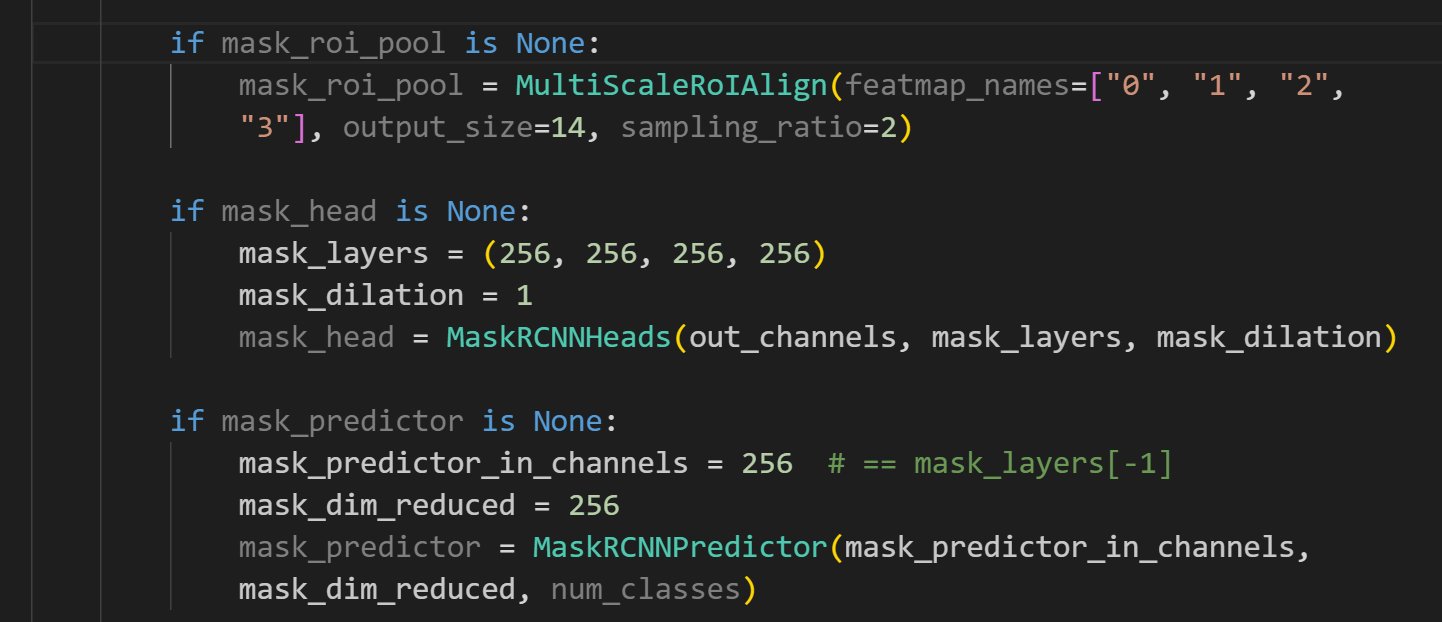 if mask_roi_pool is None:
mask_roi_pool = MultiScaleRoIAlign(featmap_names=["0", "1", "2",
"3"], output_size=14, sampling_ratio=2)
if mask_head is None:
mask_layers = (256, 256, 256, 256)
mask_dilation = 1
mask_head = MaskRCNNHeads(out_channels, mask_layers, mask_dilation)
if mask_predictor is None:
mask_predictor_in_channels = 256  # == mask_layers[-1]
mask_dim_reduced = 256
mask_predictor = MaskRCNNPredictor(mask_predictor_in_channels,
mask_dim_reduced, num_classes)